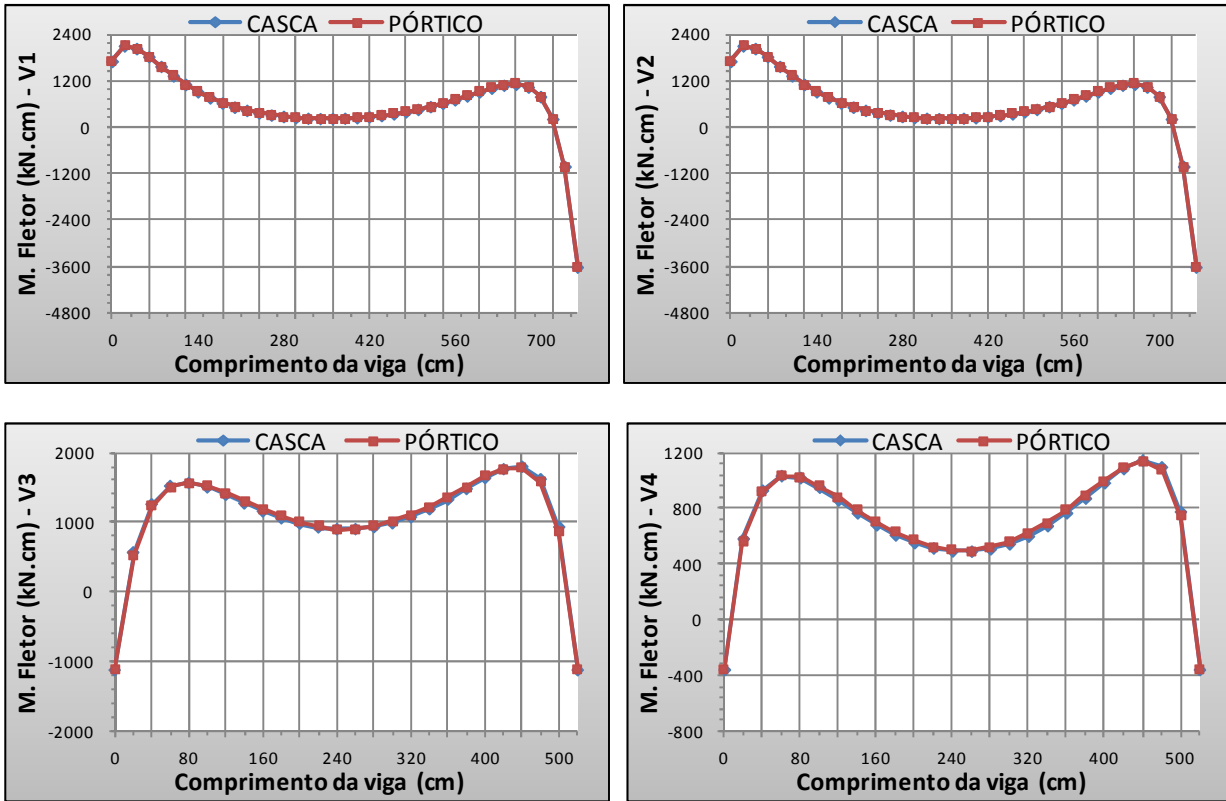 CASCA PÓRTICO
M. Fletor (kN.cm) - V1
2400
1200
0
-1200
-2400
-3600
-4800
0 140 280 420 560 700
Comprimento da viga (cm)
CASCA PÓRTICO
M. Fletor (kN.cm) - V2
2400
1200
0
-1200
-2400
-3600
-4800
0 140 280 420 560 700
Comprimento da viga (cm)
CASCA PÓRTICO
M. Fletor (kN.cm) - V3
2000
1000
0
-1000
-2000
0 80 160 240 320 400 500
Comprimento da viga (cm)
CASCA PÓRTICO
M. Fletor (kN.cm) - V4
1200
800
400
0
-400
-800
0 80 160 240 320 400 500
Comprimento da viga (cm)